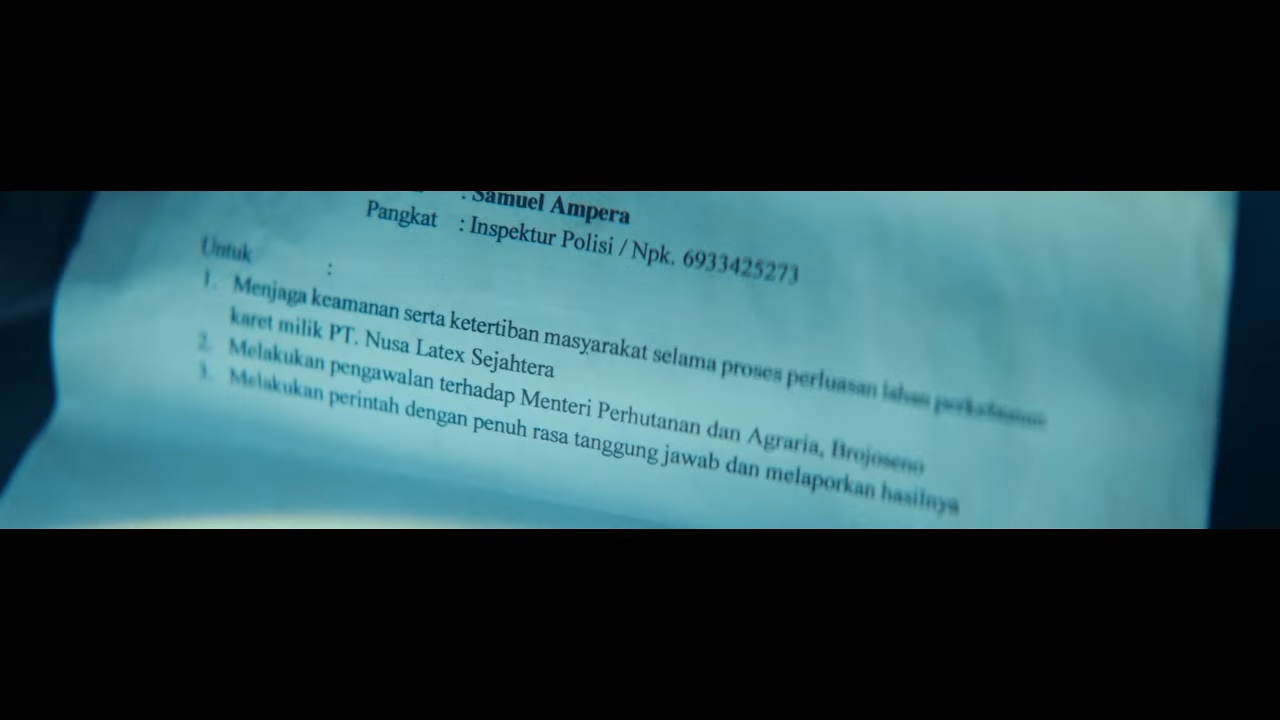 : Samuel Ampera
Pangkat : Inspektur Polisi / Npk. 6933425273
Untuk :
1. Menjaga keamanan serta ketertiban masyarakat selama proses perluasan lahan perkebunan
karet milik PT. Nusa Latex Sejahtera
2. Melakukan pengawalan terhadap Menteri Perhutanan dan Agraria, Brojoseno
3. Melakukan perintah dengan penuh rasa tanggung jawab dan melaporkan hasilnya